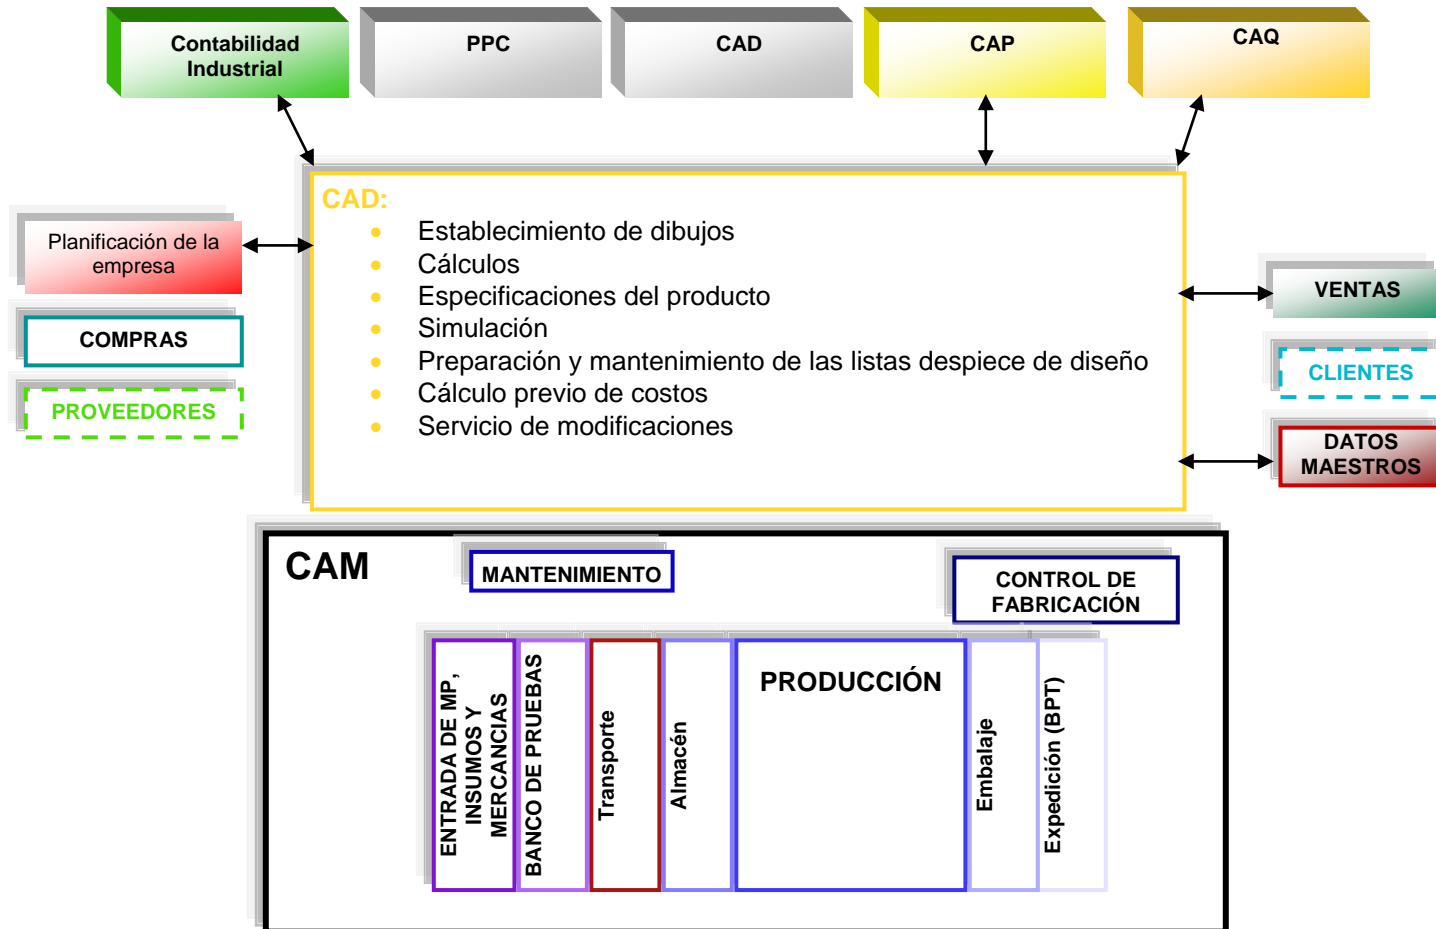 Contabilidad
Industrial
PPC
CAD
CAP
CAQ
CAD:
Establecimiento de dibujos
Cálculos
Especificaciones del producto
Simulación
Preparación y mantenimiento de las listas despiece de diseño
Cálculo previo de costos
Servicio de modificaciones
Planificación de la
empresa
COMPRAS
PROVEEDORES
VENTAS
CLIENTES
DATOS
MAESTROS
CAM
MANTENIMIENTO
CONTROL DE
FABRICACIÓN
ENTRADA DE MP,
INSUMOS Y
MERCANCIAS
BANCO DE PRUEBAS
Transporte
Almacén
PRODUCCIÓN
Embalaje
Expedición (BPT)